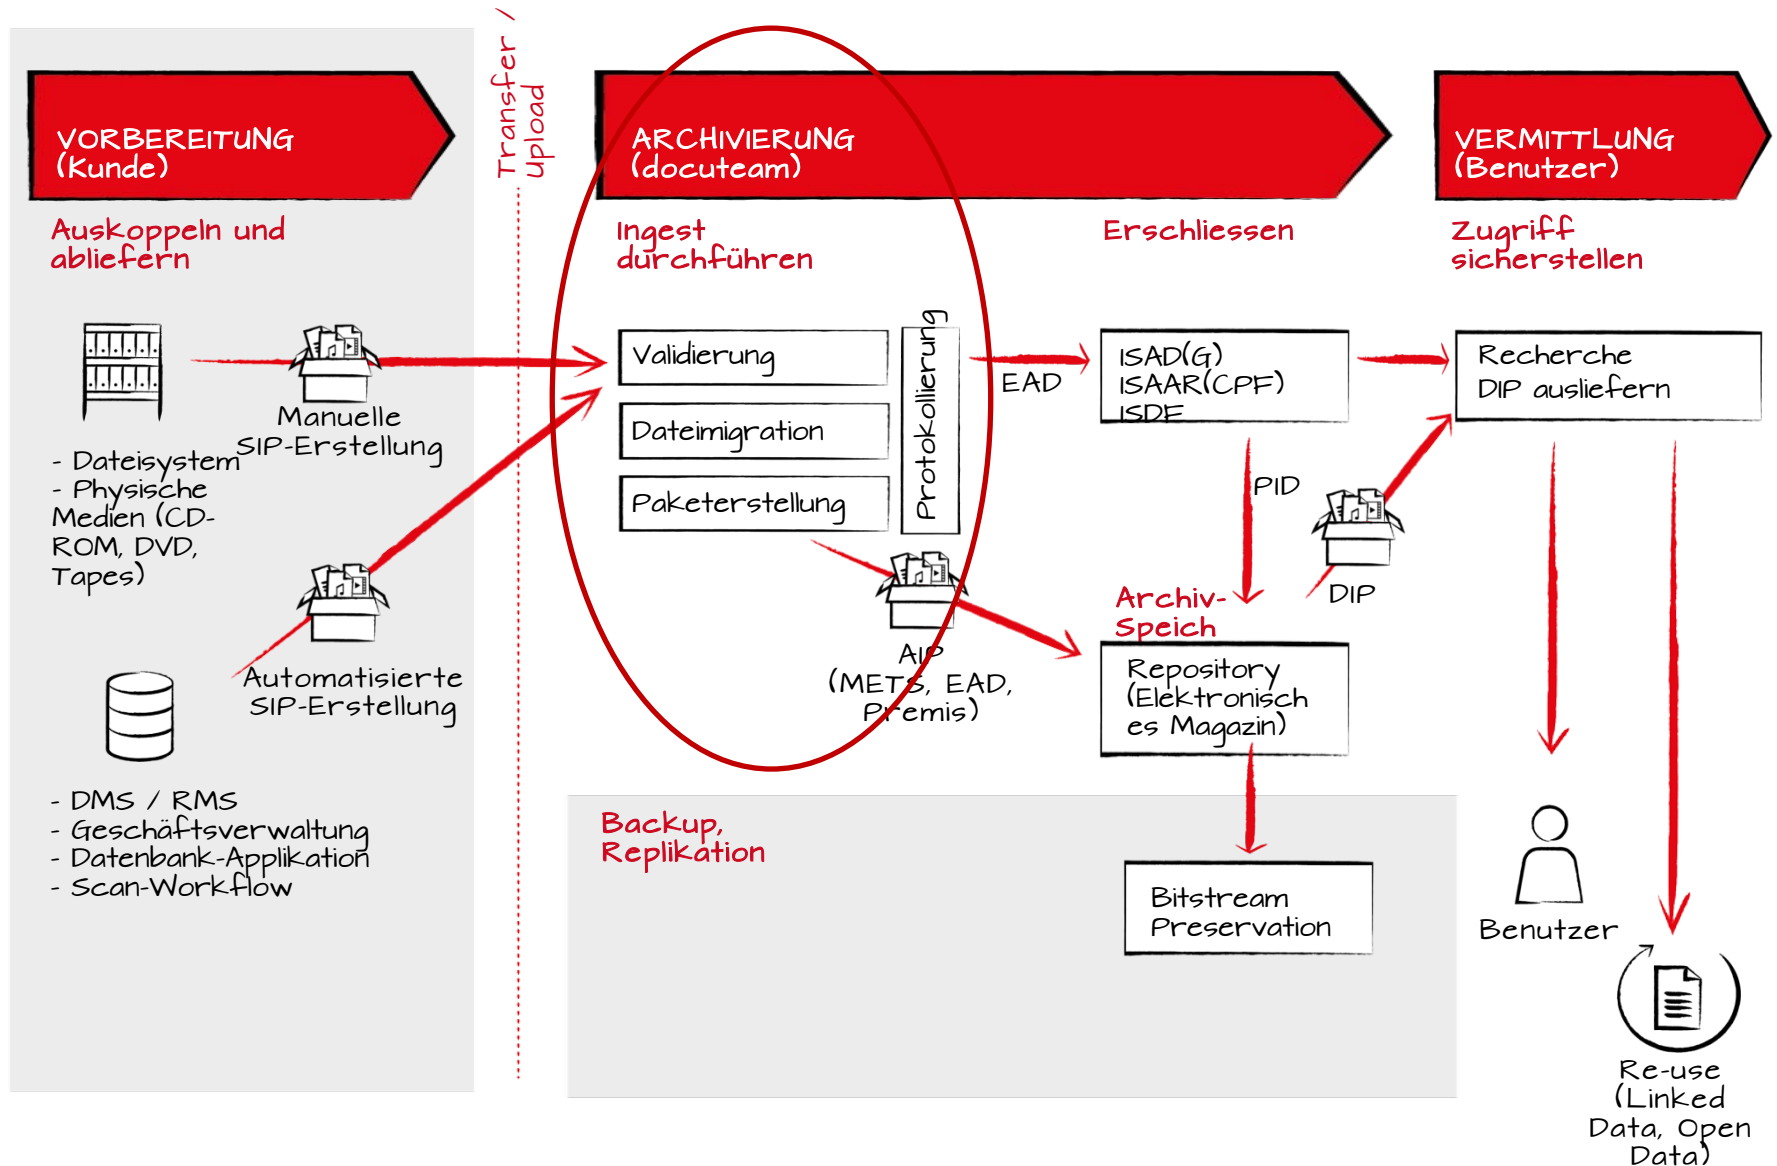 VORBEREITUNG
(Kunde)
Auskoppeln und
abliefern
Manuelle
SIP-Erstellung
- Dateisystem
- Physische
Medien (CD-
ROM, DVD,
Tapes)
Automatisierte
SIP-Erstellung
- DMS / RMS
- Geschäftsverwaltung
- Datenbank-Applikation
- Scan-Workflow
Transfer /
Upload
ARCHIVIERUNG
(docuteam)
Ingest
durchführen
Validierung
Dateimigration
Paketerstellung
Protokollierung
AIP
(METS, EAD,
Premis)
EAD
Erschliessen
ISAD(G)
ISAAR(CPF)
ISDF
PID
DIP
Archiv-
Speich
Repository
(Elektronisch
es Magazin)
Backup,
Replikation
Bitstream
Preservation
VERMITTLUNG
(Benutzer)
Zugriff
sicherstellen
Recherche
DIP ausliefern
Benutzer
Re-use
(Linked
Data, Open
Data)